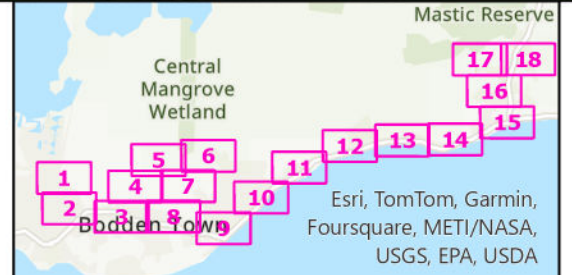 Mastic Reserve
17 18
Central
Mangrove
Wetland
16
15
12 13 14
5 6
11
1
4 7
10
2
3 8
Bodden Town
9
Esri, TomTom, Garmin,
Foursquare, METI/NASA,
USGS, EPA, USDA